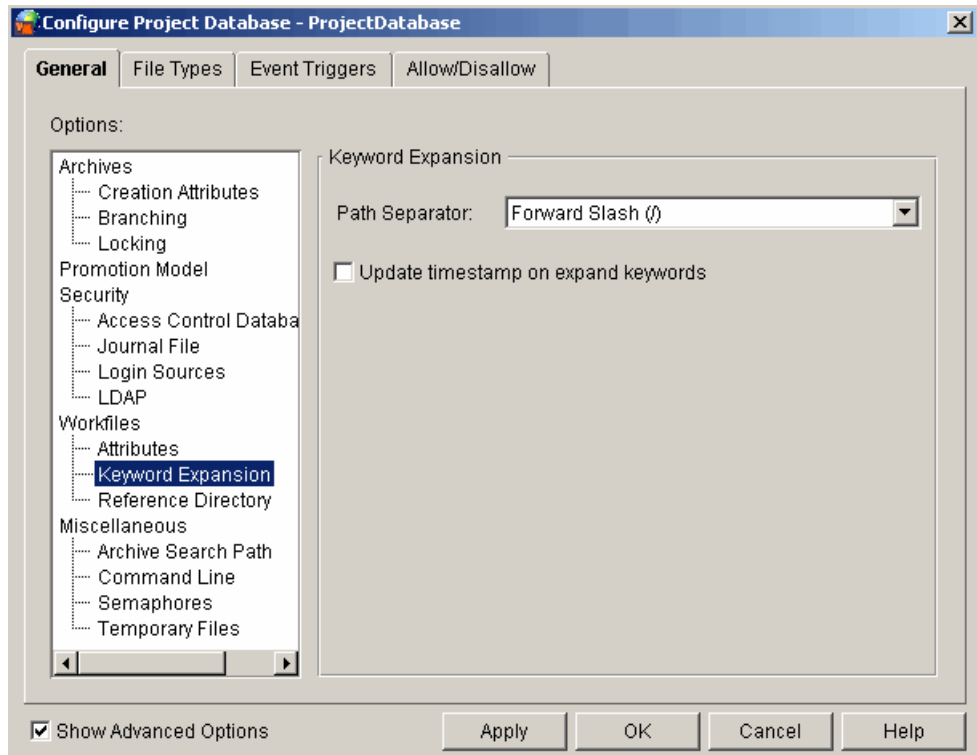 Configure Project Database - ProjectDatabase
General File Types Event Triggers Allow/Disallow
Options:
Archives
Creation Attributes
Branching
Locking
Promotion Model
Security
Access Control Databa
Journal File
Login Sources
LDAP
Workfiles
Attributes
Keyword Expansion
Reference Directory
Miscellaneous
Archive Search Path
Command Line
Semaphores
Temporary Files
Keyword Expansion
Path Separator: Forward Slash (/)
Update timestamp on expand keywords
Show Advanced Options Apply OK Cancel Help